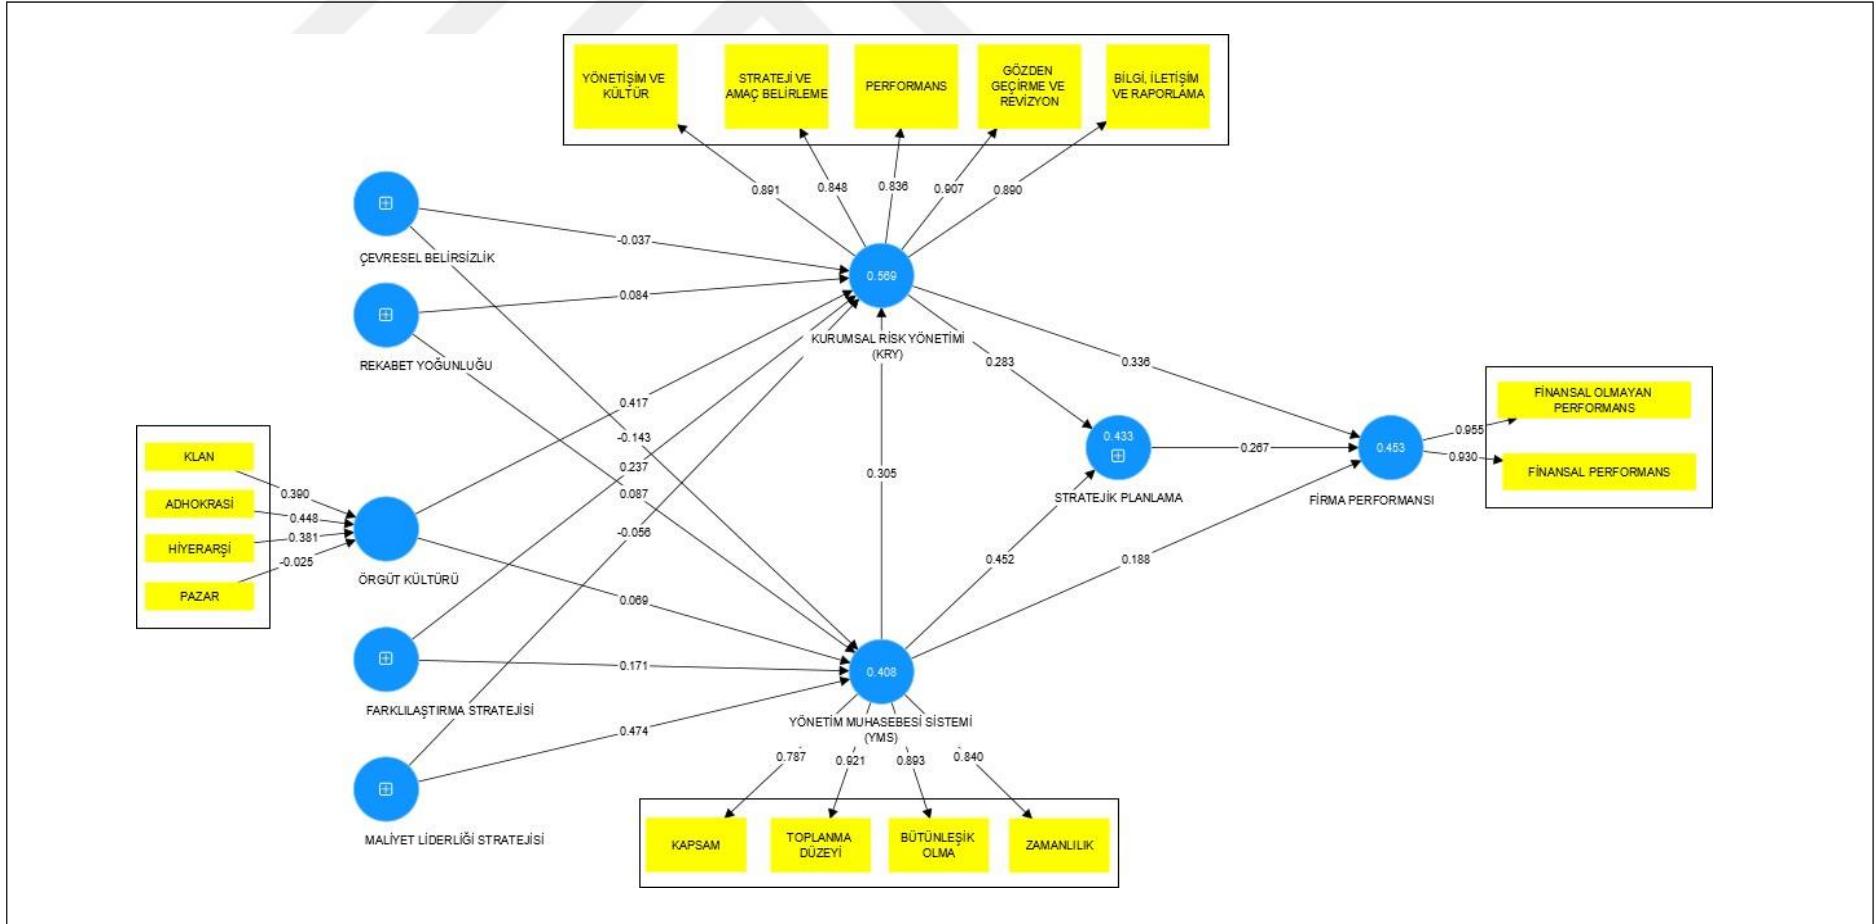 YÖNETİŞİM VE
KÜLTÜR
STRATEJİ VE
AMAÇ BELİRLEME
PERFORMANS
GÖZDEN
GEÇİRME VE
REVİZYON
BİLGİ, İLETİŞİM
VE RAPORLAMA
0.891
0.848
0.836
0.907
0.890
ÇEVRESEL BELİRSİZLİK
-0.037
0.569
KURUMSAL RİSK YÖNETİMİ
(KRY)
REKABET YOĞUNLUĞU
0.084
0.417
-0.143
0.237
0.087
-0.056
0.305
0.283
0.336
0.433
STRATEJİK PLANLAMA
0.267
0.453
FİRMA PERFORMANSI
0.955
0.930
FİNANSAL OLMAYAN
PERFORMANS
FİNANSAL PERFORMANS
KLAN
ADHOKRASİ
HİYERARŞİ
PAZAR
0.390
0.448
0.381
-0.025
ÖRGÜT KÜLTÜRÜ
0.069
0.452
0.188
FARKLILAŞTIRMA STRATEJİSİ
0.171
0.408
YÖNETİM MUHASEBESİ SİSTEMİ
(YMS)
MALİYET LİDERLİĞİ STRATEJİSİ
0.474
0.787
0.921
0.893
0.840
KAPSAM
TOPLANMA
DÜZEYİ
BÜTÜNLEŞİK
OLMA
ZAMANLILIK